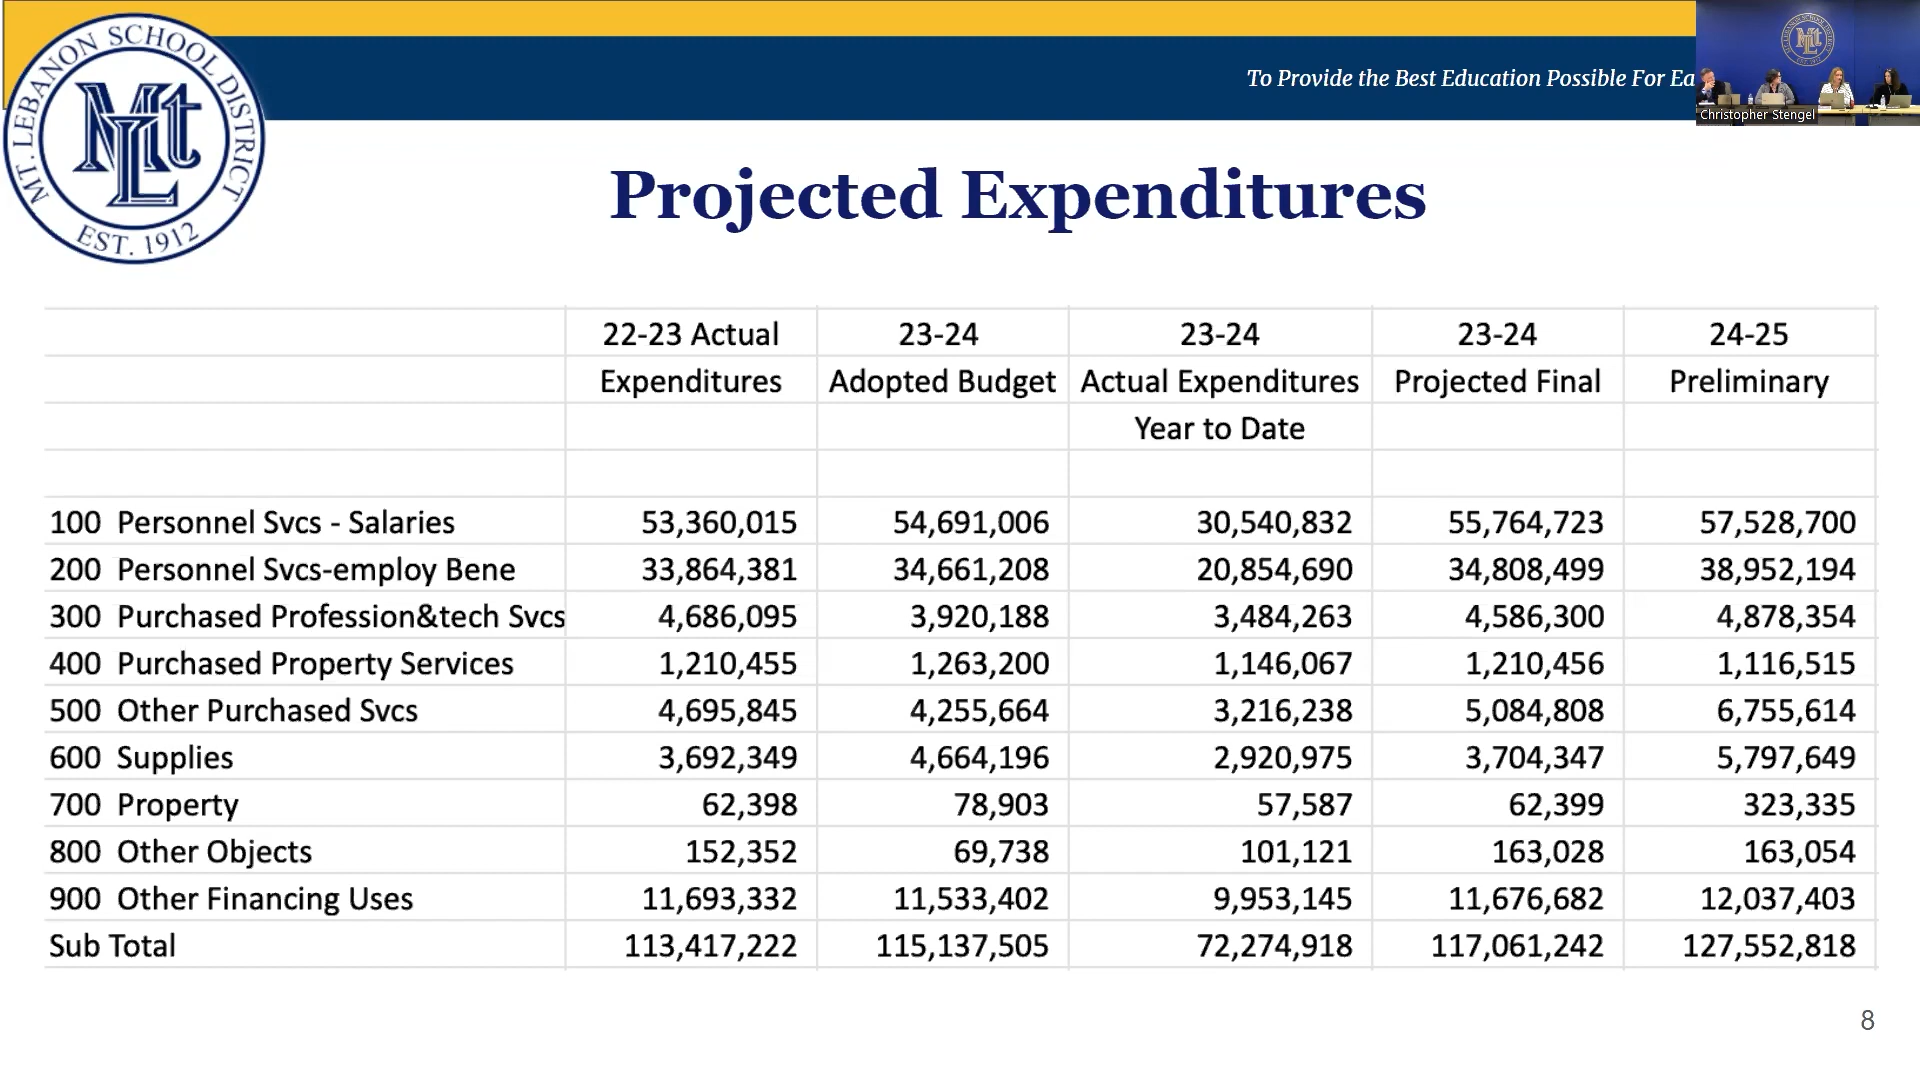 MT. LEBANON SCHOOL DISTRICT
MtL
EST. 1912
To Provide the Best Education Possible For Ea
Christopher Stengel
Projected Expenditures
22-23 Actual 23-24 23-24 23-24 24-25
Expenditures Adopted Budget Actual Expenditures Projected Final Preliminary
Year to Date
100 Personnel Svcs - Salaries 53,360,015 54,691,006 30,540,832 55,764,723 57,528,700
200 Personnel Svcs-employ Bene 33,864,381 34,661,208 20,854,690 34,808,499 38,952,194
300 Purchased Profession&tech Svcs 4,686,095 3,920,188 3,484,263 4,586,300 4,878,354
400 Purchased Property Services 1,210,455 1,263,200 1,146,067 1,210,456 1,116,515
500 Other Purchased Svcs 4,695,845 4,255,664 3,216,238 5,084,808 6,755,614
600 Supplies 3,692,349 4,664,196 2,920,975 3,704,347 5,797,649
700 Property 62,398 78,903 57,587 62,399 323,335
800 Other Objects 152,352 69,738 101,121 163,028 163,054
900 Other Financing Uses 11,693,332 11,533,402 9,953,145 11,676,682 12,037,403
Sub Total 113,417,222 115,137,505 72,274,918 117,061,242 127,552,818
8